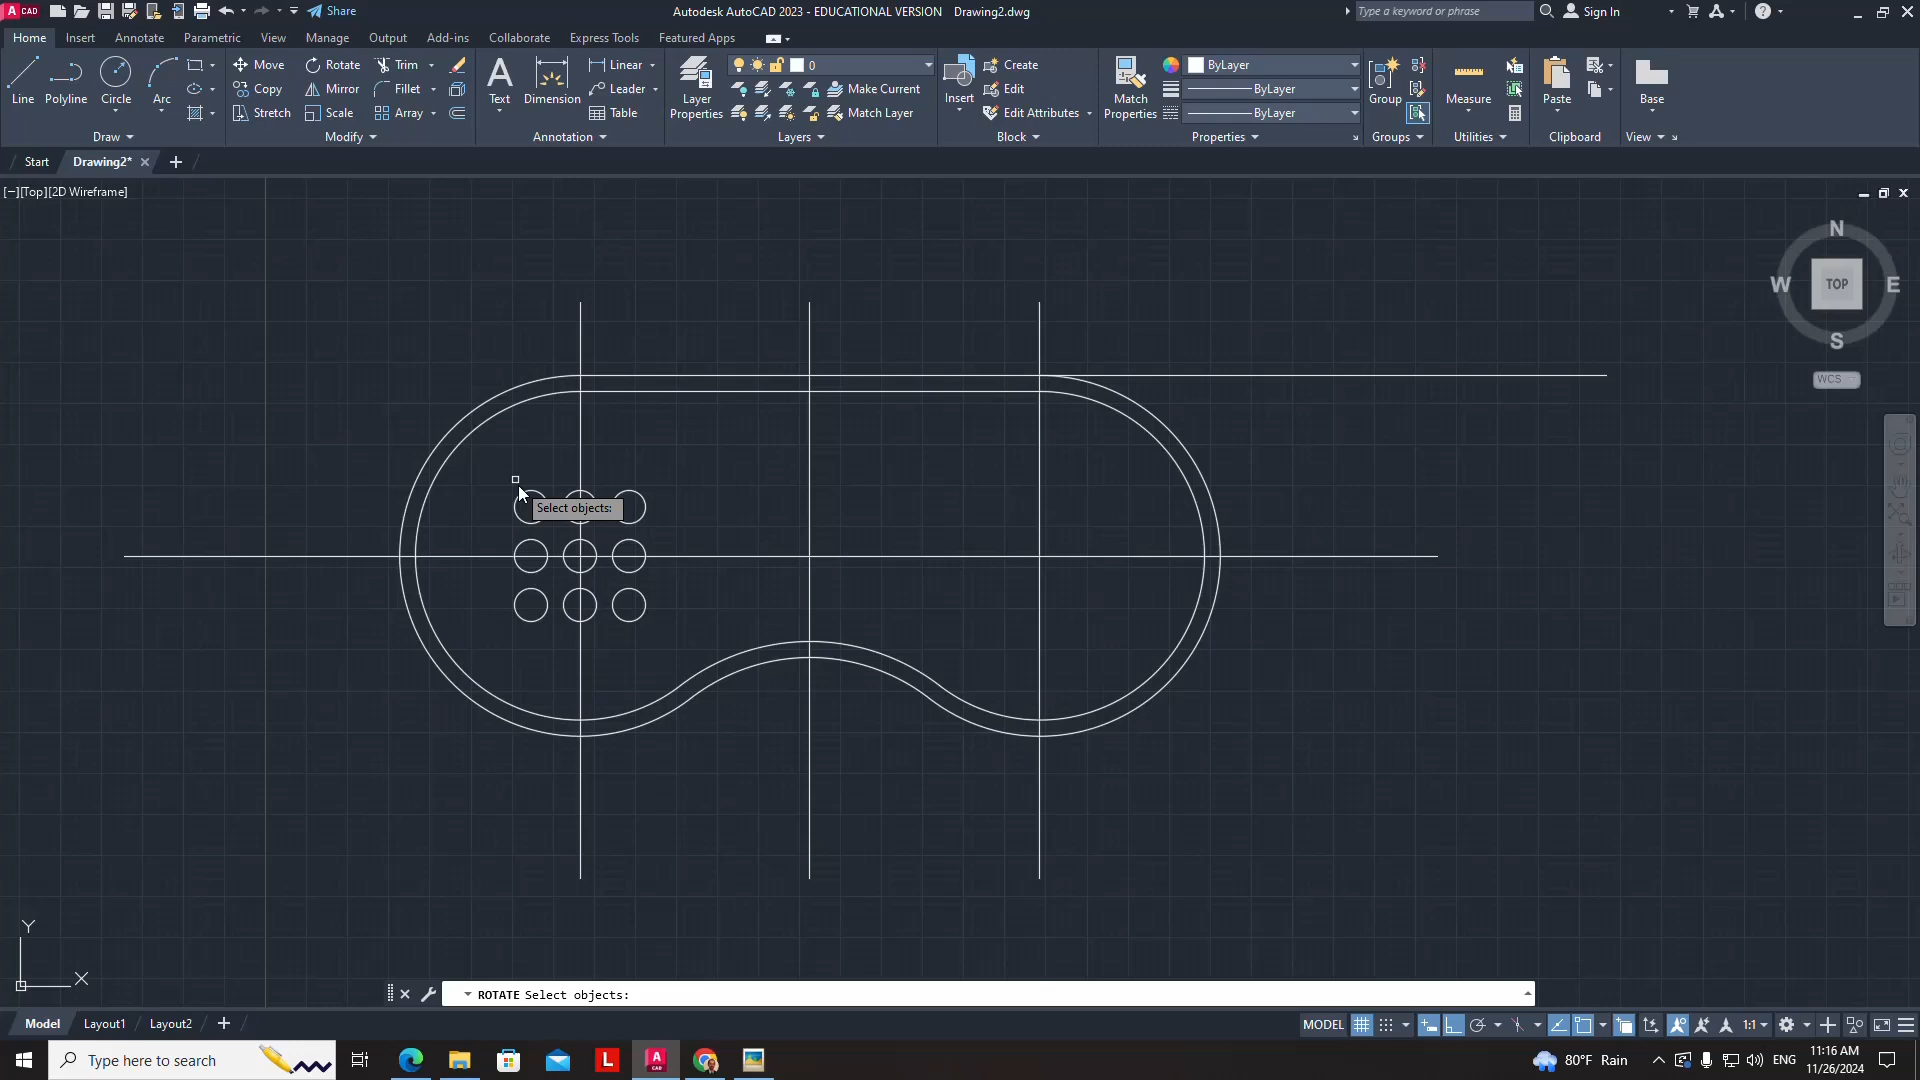 CAD
Share
Autodesk AutoCAD 2023 - EDUCATIONAL VERSION Drawing2.dwg
Type a keyword or phrase
Sign In
Home Insert Annotate Parametric View Manage Output Add-ins Collaborate Express Tools Featured Apps
Line Polyline Circle Arc
Move Rotate Trim
Copy Mirror Fillet
Stretch Scale Array
Text Dimension
Linear
Leader
Table
Layer Properties
0
Make Current
Match Layer
Insert
Create
Edit
Edit Attributes
Match Properties
ByLayer
ByLayer
ByLayer
Group Measure Paste Base
Draw Modify Annotation Layers Block Properties Groups Utilities Clipboard View
Start Drawing2*
[−][Top][2D Wireframe]
N
W TOP E
S
WCS
Select objects:
Y
X
ROTATE Select objects:
Model Layout1 Layout2
MODEL 1:1
Type here to search
L
A
CAD
80°F Rain
ENG
11:16 AM
11/26/2024